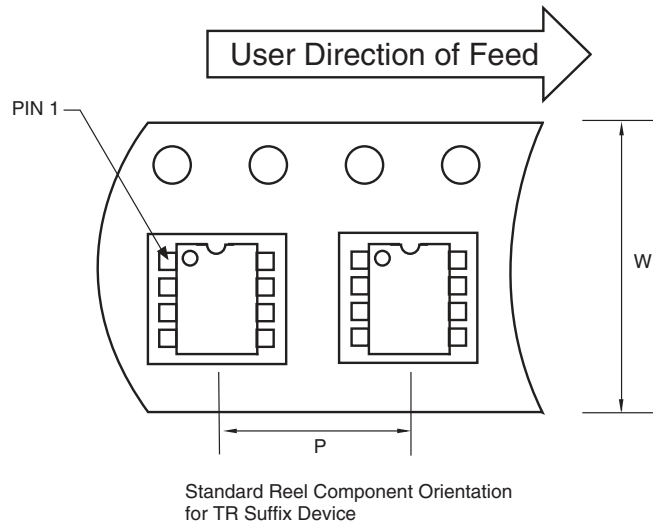 User Direction of Feed
PIN 1
W
P
Standard Reel Component Orientation
for TR Suffix Device